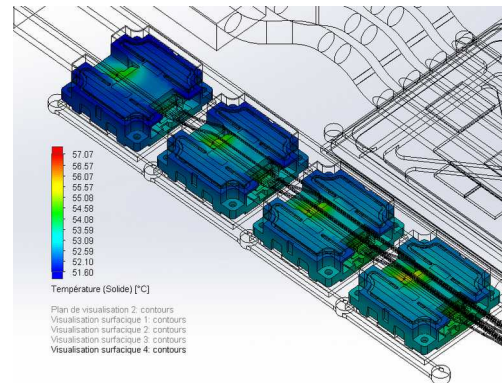 57.07
56.57
56.07
55.57
55.08
54.58
54.08
53.59
53.09
52.59
52.10
51.60
Température (Solide) [°C]
Plan de visualisation 2: contours
Visualisation surfacique 1: contours
Visualisation surfacique 2: contours
Visualisation surfacique 3: contours
Visualisation surfacique 4: contours